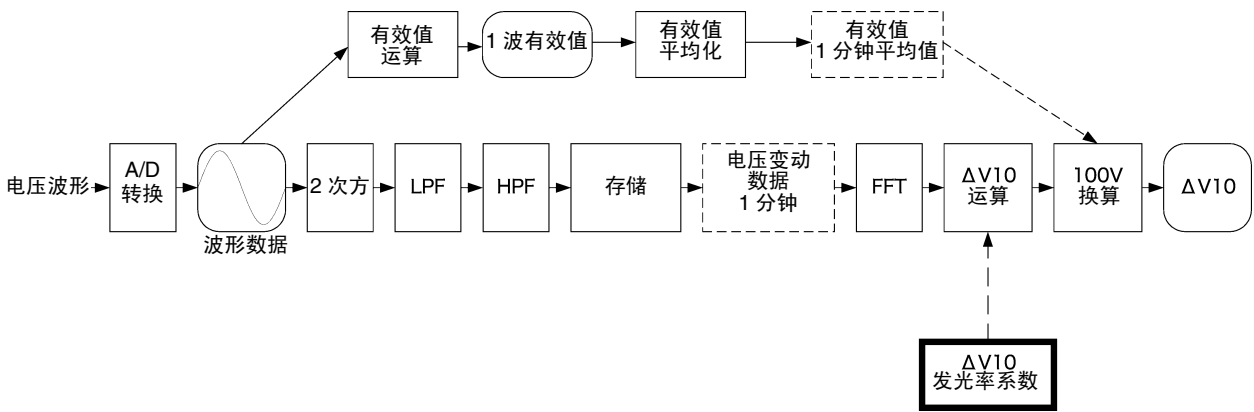 有效值
运算
1 波有效值
有效值
平均化
有效值
1 分钟平均值
电压波形
A/D
转换
波形数据
2 次方
LPF
HPF
存储
电压变动
数据
1 分钟
FFT
ΔV10
运算
100V
换算
ΔV10
ΔV10
发光率系数